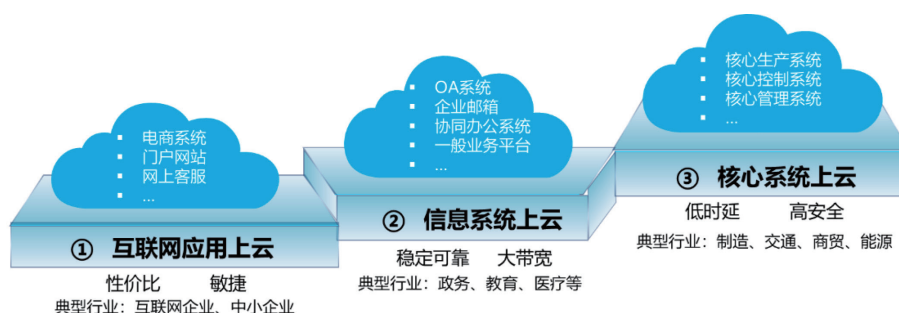 电商系统
门户网站
网上客服
...
① 互联网应用上云
性价比 敏捷
典型行业：互联网企业、中小企业
OA系统
企业邮箱
协同办公系统
一般业务平台
...
② 信息系统上云
稳定可靠 大带宽
典型行业：政务、教育、医疗等
核心生产系统
核心控制系统
核心管理系统
...
③ 核心系统上云
低时延 高安全
典型行业：制造、交通、商贸、能源